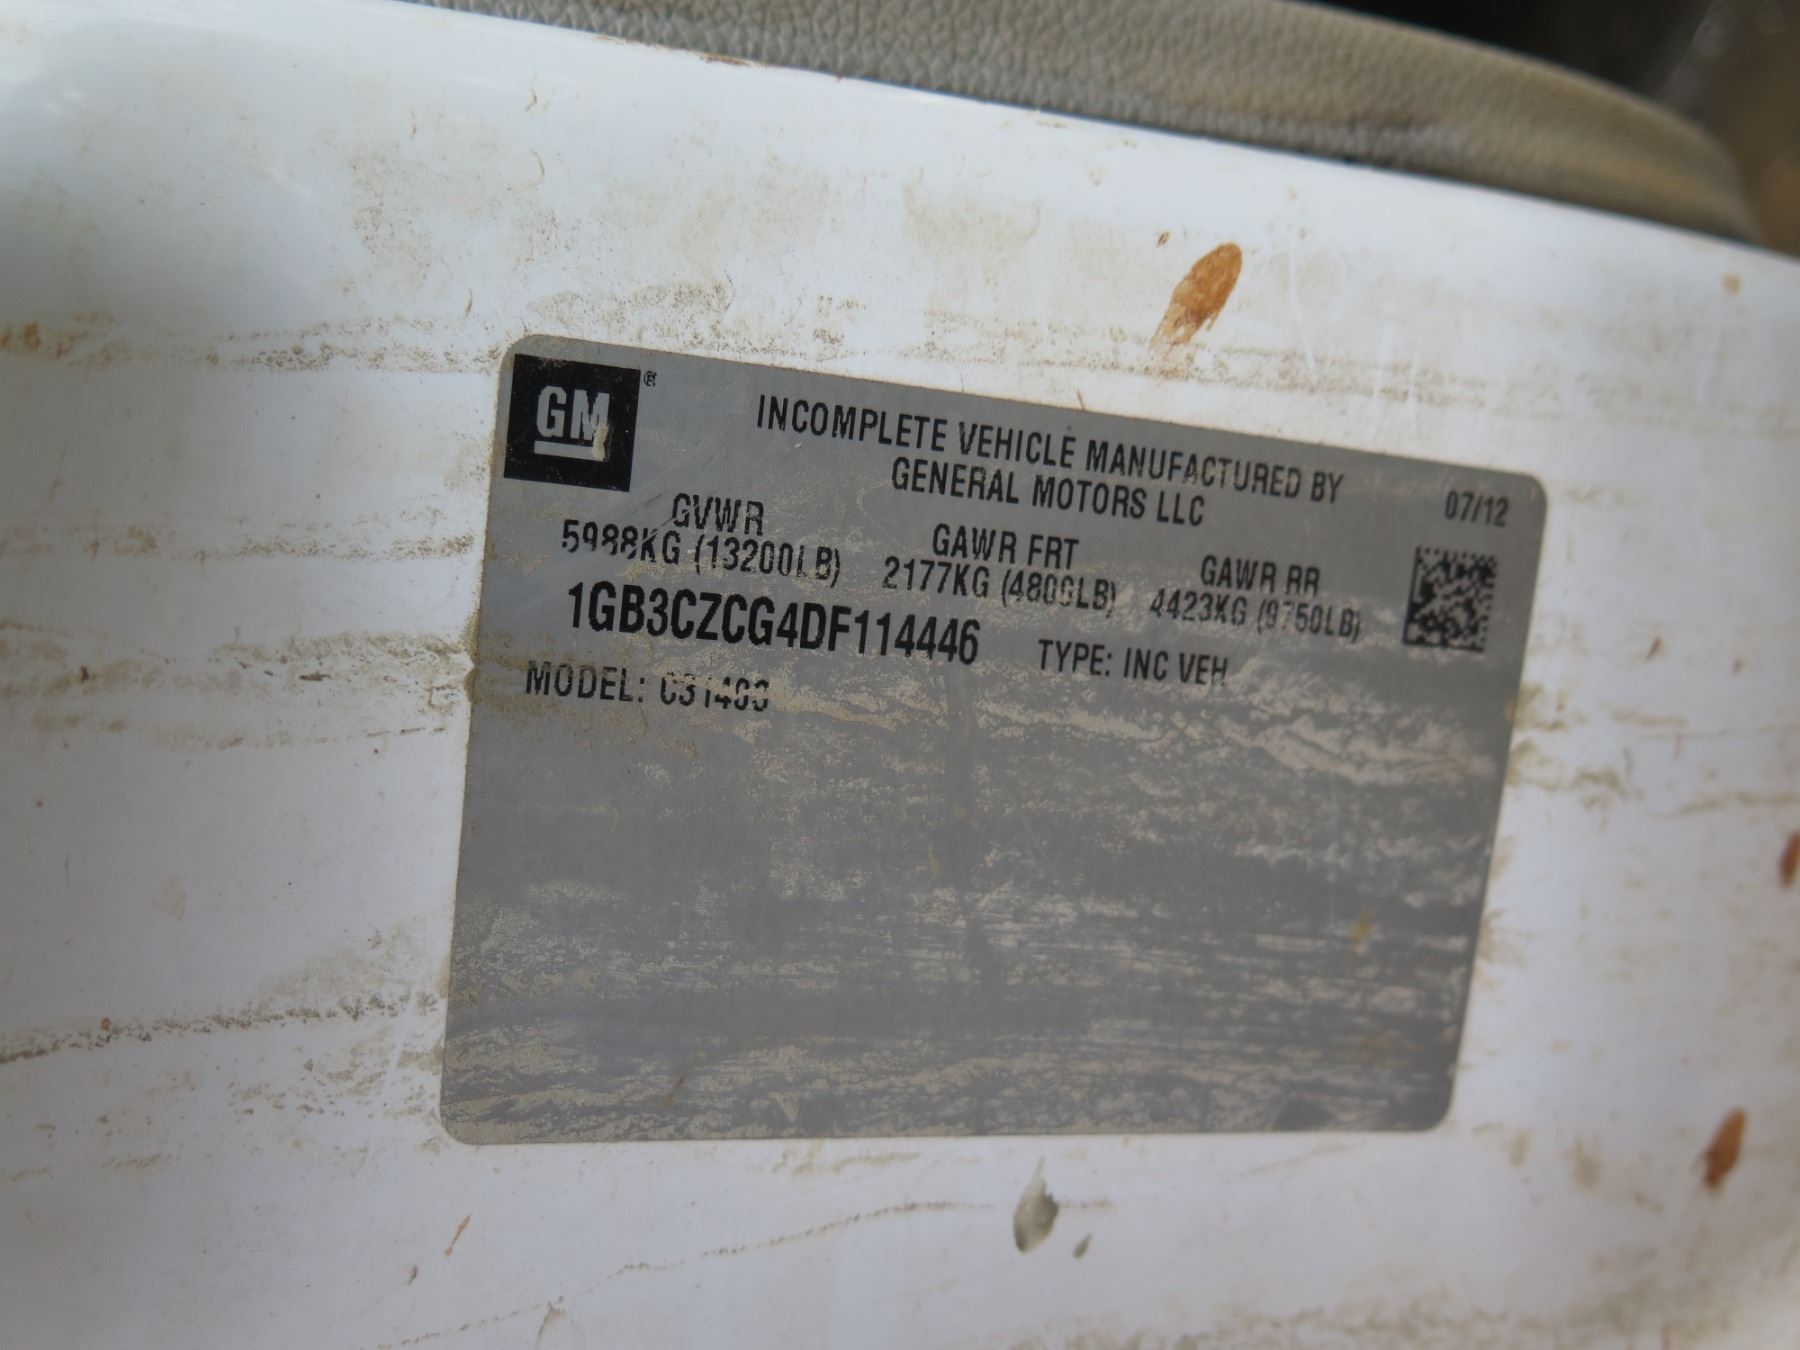 GM ®
INCOMPLETE VEHICLE MANUFACTURED BY
GENERAL MOTORS LLC
07/12
GVWR
5988KG (13200LB)
GAWR FRT
2177KG (4800LB)
GAWR RR
4423KG (9750LB)
1GB3CZCG4DF114446
TYPE: INC VEH
MODEL: